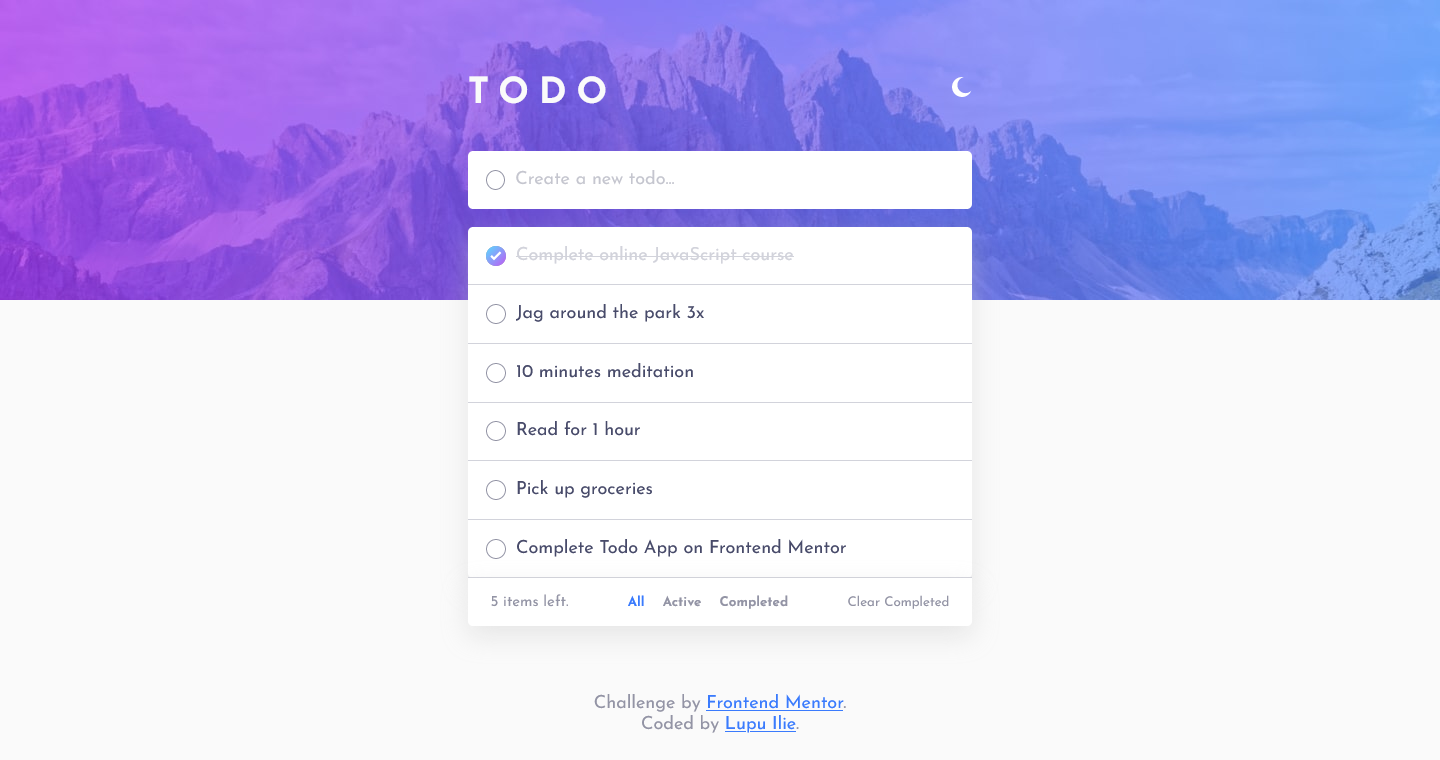 TODO
Create a new todo...
Complete online JavaScript course
Jag around the park 3x
10 minutes meditation
Read for 1 hour
Pick up groceries
Complete Todo App on Frontend Mentor
5 items left. All Active Completed Clear Completed
Challenge by Frontend Mentor.
Coded by Lupu Ilie.